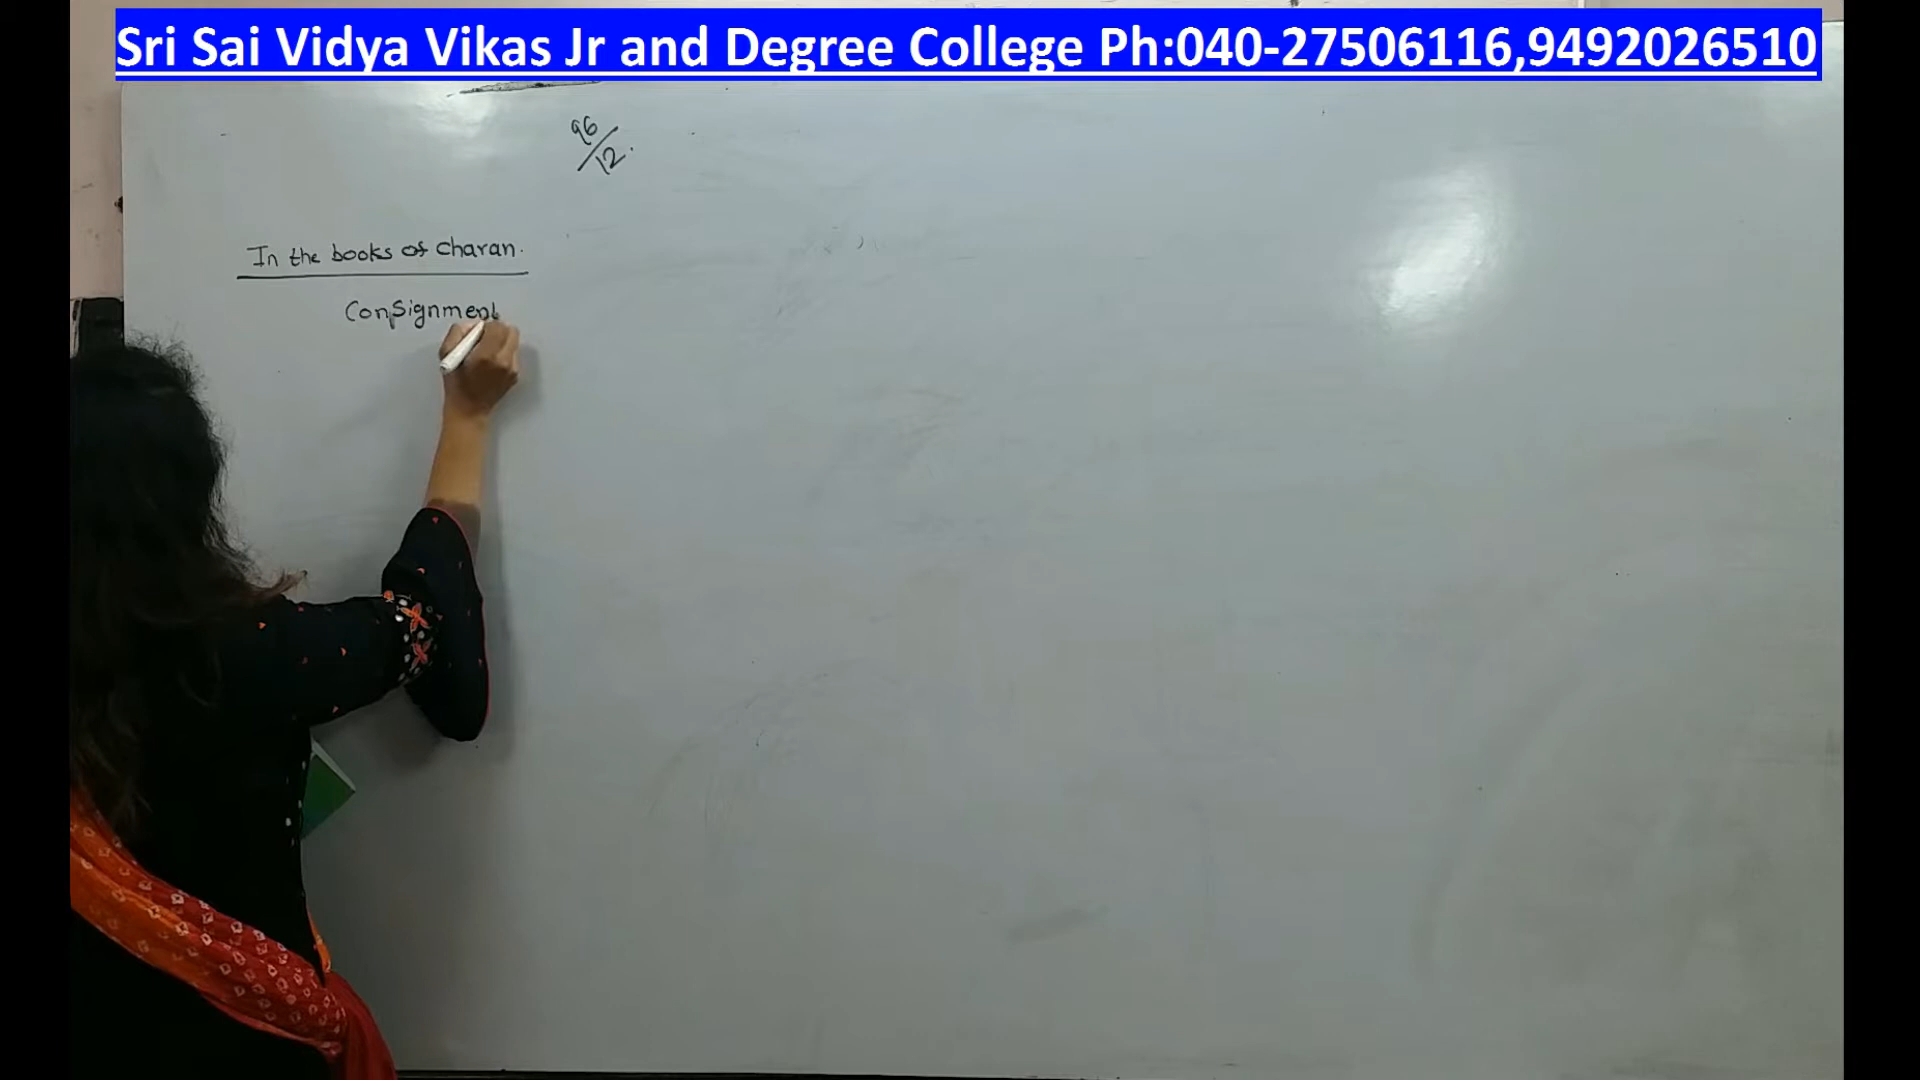 Sri Sai Vidya Vikas Jr and Degree College Ph:040-27506116,9492026510
96/12.
In the books of Charan.
Consignment